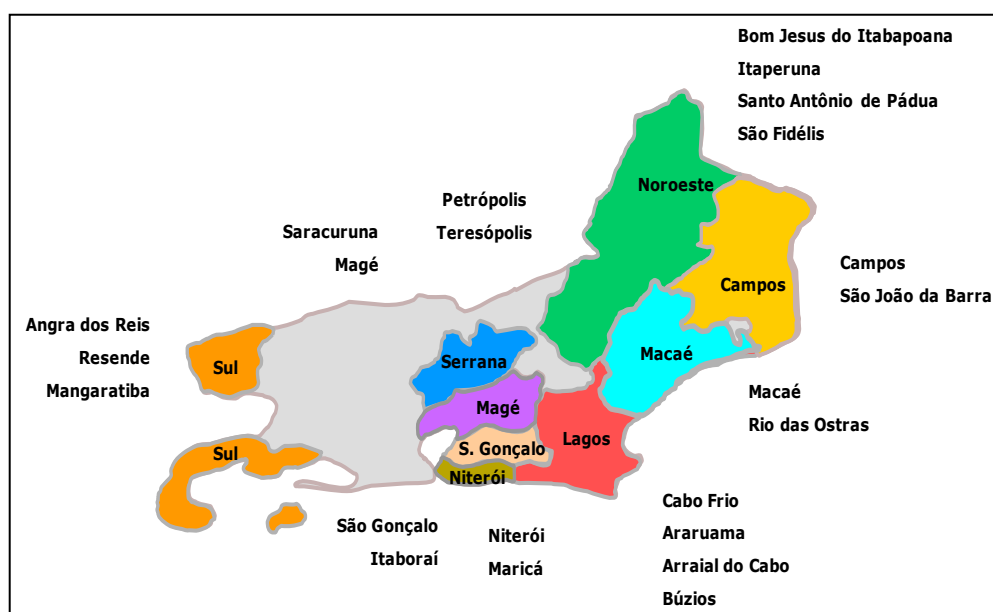 Bom Jesus do Itabapoana
Itaperuna
Santo Antônio de Pádua
São Fidélis
Noroeste
Petrópolis
Teresópolis
Saracuruna
Magé
Campos
Campos
São João da Barra
Angra dos Reis
Resende
Mangaratiba
Sul
Serrana
Macaé
Magé
Macaé
Rio das Ostras
Lagos
S. Gonçalo
Sul
Niterói
São Gonçalo
Itaboraí
Niterói
Maricá
Cabo Frio
Araruama
Arraial do Cabo
Búzios